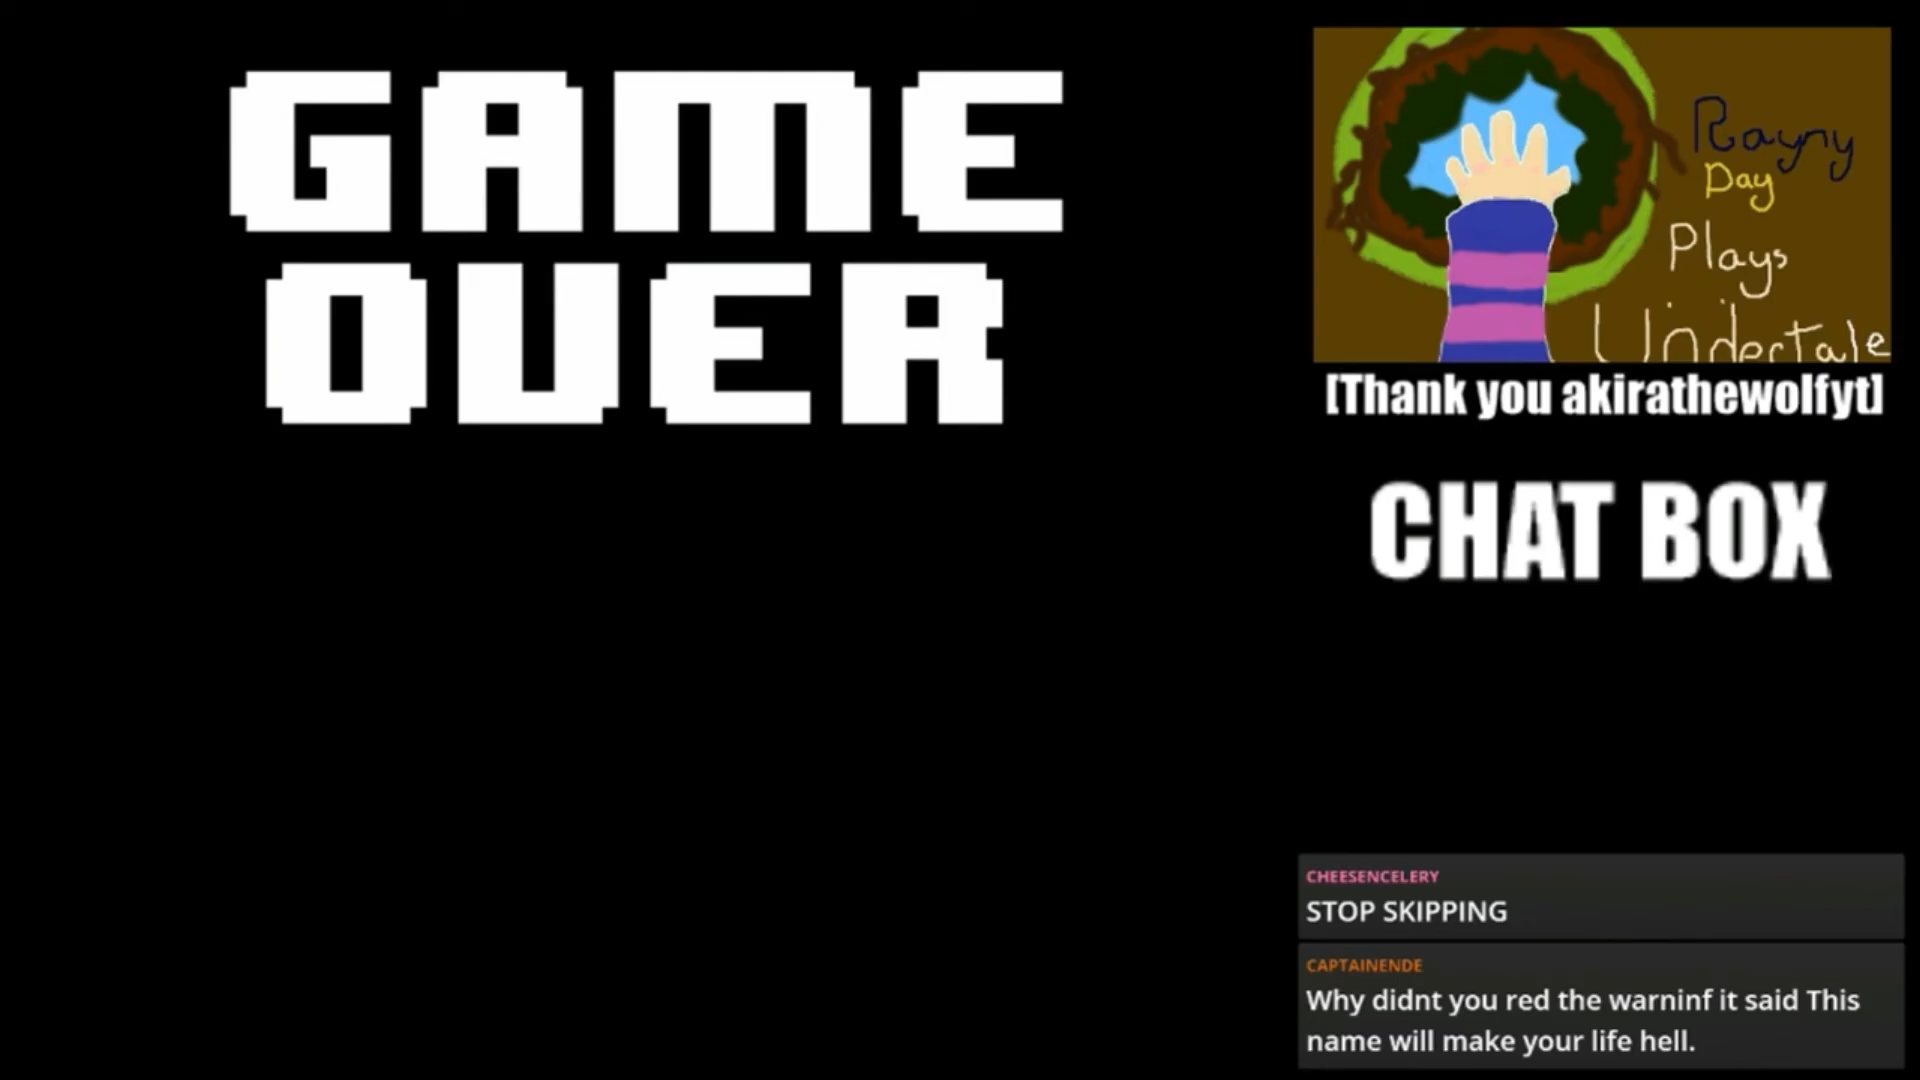 GAME
OVER
Rayny
Day
Plays
Undertale
[Thank you akirathewolfyt]
CHAT BOX
CHEESENCELERY
STOP SKIPPING
CAPTAINENDE
Why didnt you red the warninf it said This
name will make your life hell.